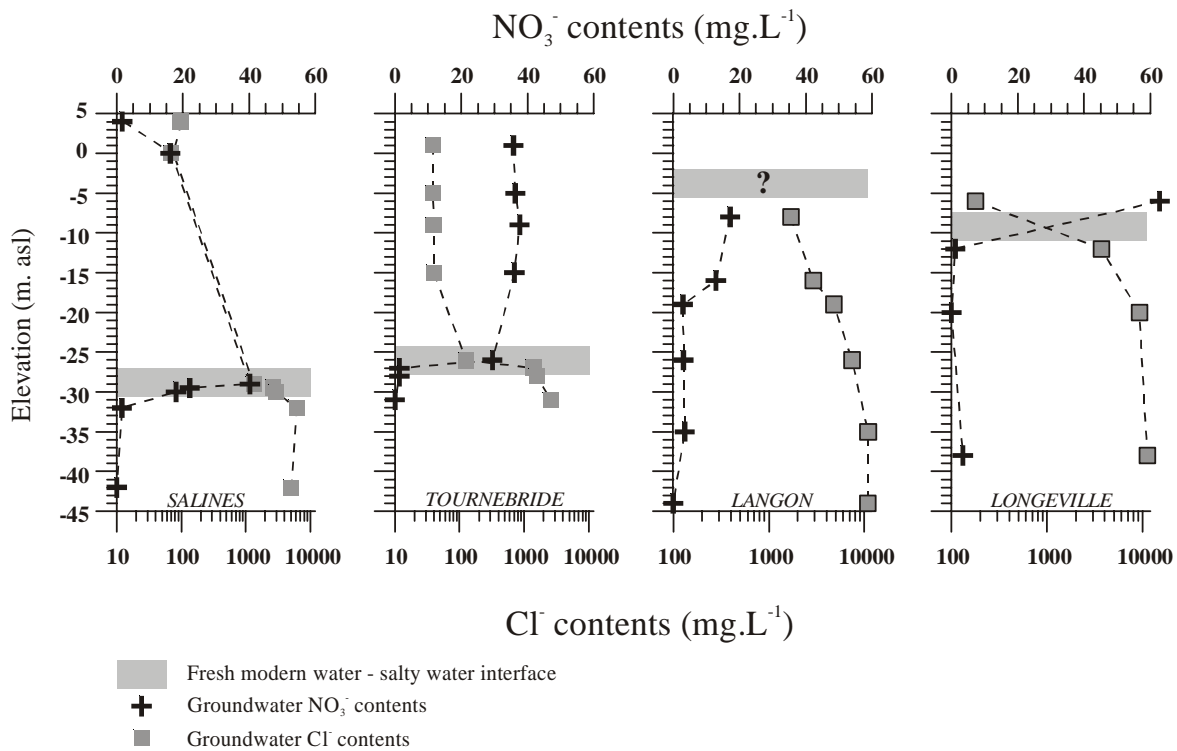 NO₃⁻ contents (mg.L⁻¹)
0 20 40 60 0 20 40 60 0 20 40 60 0 20 40 60
5
0
-5
-10
-15
-20
-25
-30
-35
-40
-45
Elevation (m. asl)
?
SALINES TOURNEBRIDE LANGON LONGEVILLE
10 100 1000 10000 10 100 1000 10000 100 1000 10000 100 1000 10000
Cl⁻ contents (mg.L⁻¹)
Fresh modern water - salty water interface
Groundwater NO₃⁻ contents
Groundwater Cl⁻ contents